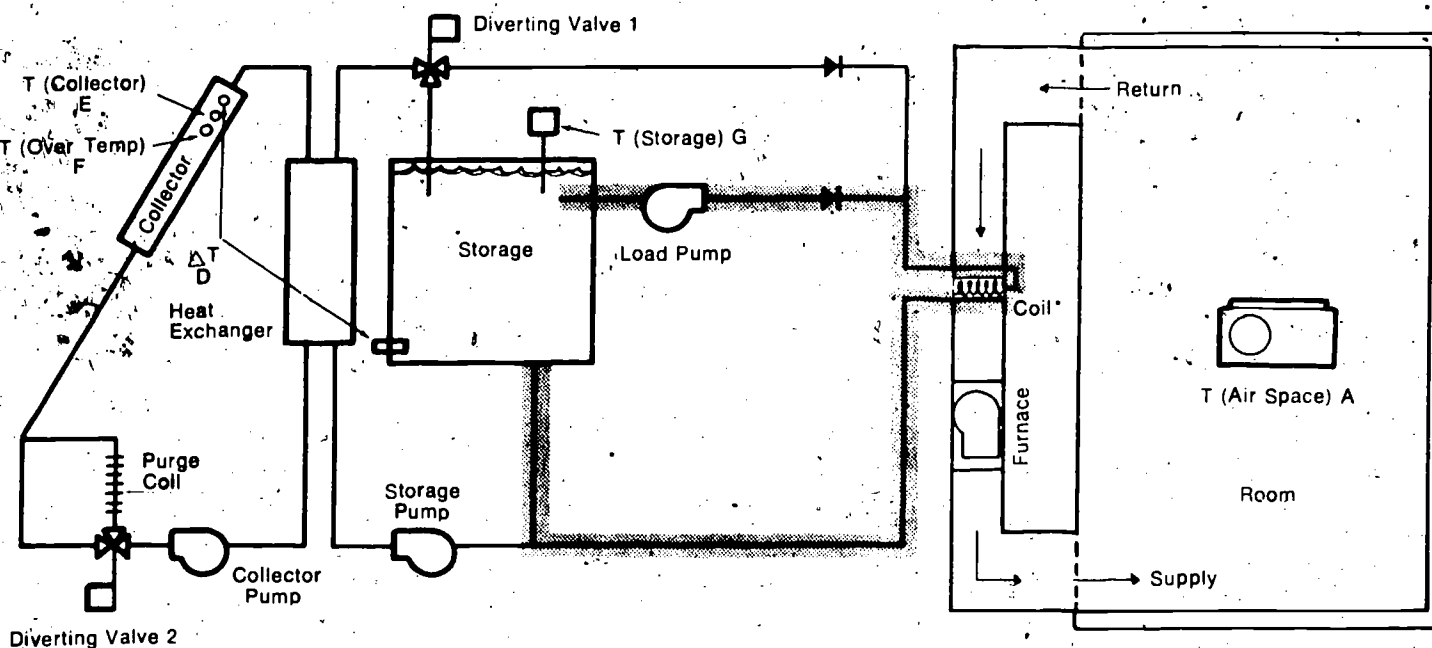 Diverting Valve 1
T (Collector)
E
T (Over Temp)
F
Collector
Return
T (Storage) G
Storage
Load Pump
△T
D
Heat
Exchanger
Coil
T (Air Space) A
Furnace
Purge
Coil
Storage
Pump
Room
Collector
Pump
Supply
Diverting Valve 2